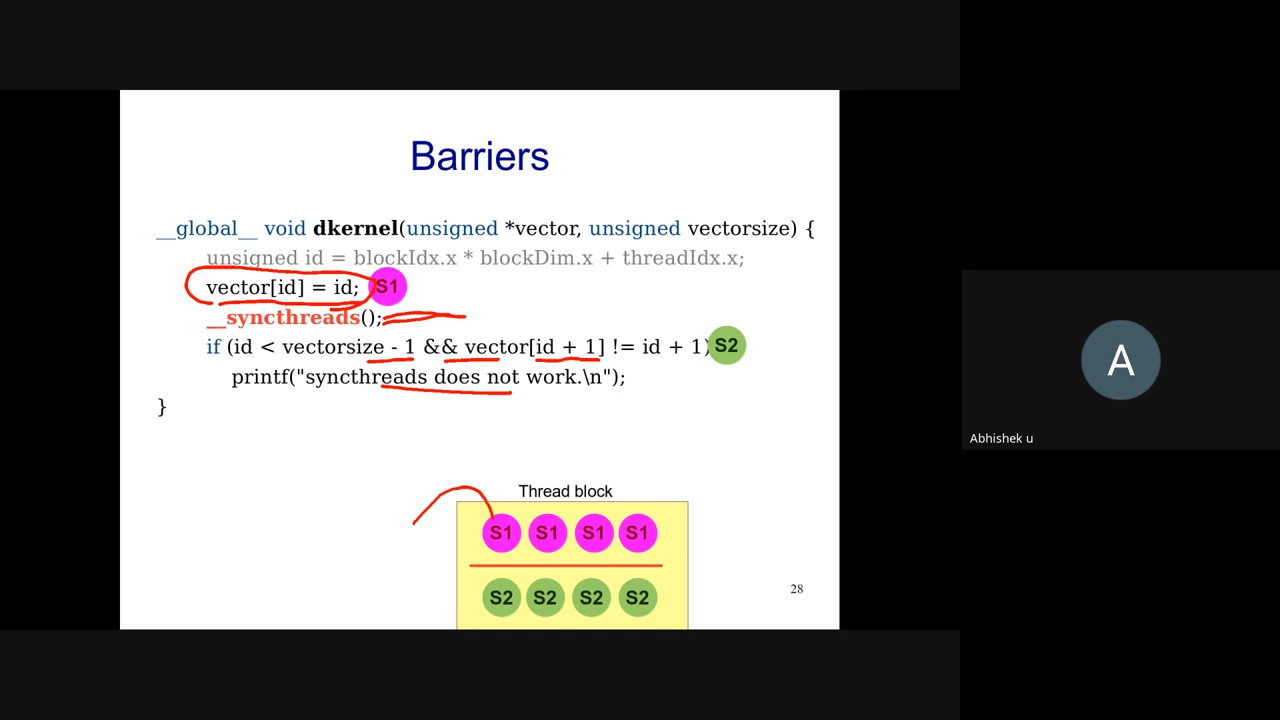 Barriers
__global__ void dkernel(unsigned *vector, unsigned vectorsize) {
unsigned id = blockIdx.x * blockDim.x + threadIdx.x;
vector[id] = id; S1
__syncthreads();
if (id < vectorsize - 1 && vector[id + 1] != id + 1) S2
printf("syncthreads does not work.\n");
}
Thread block
S1 S1 S1 S1
S2 S2 S2 S2
28
A
Abhishek u